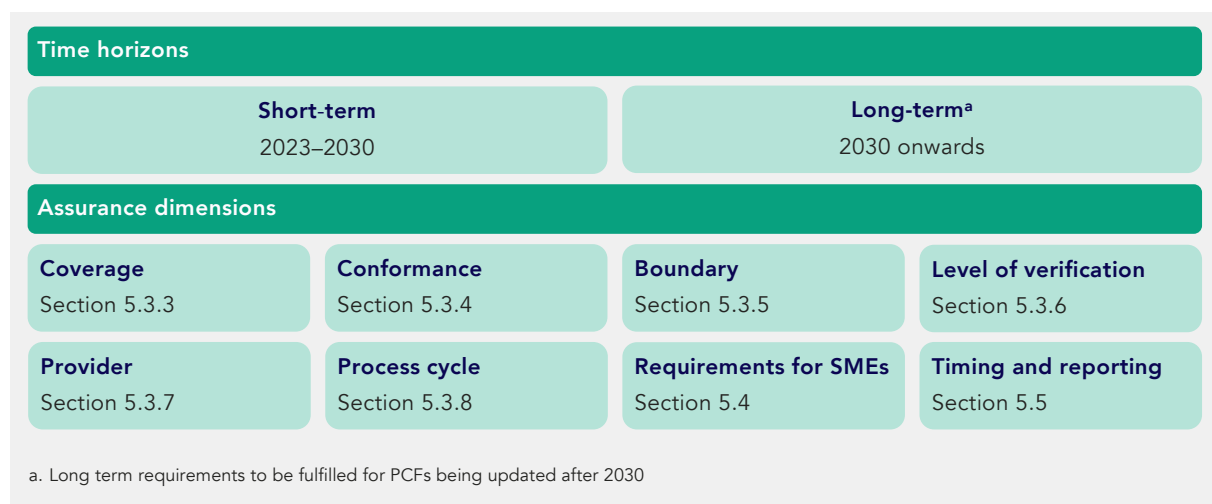 Time horizons
Short-term
2023–2030
Long-termᵃ
2030 onwards
Assurance dimensions
Coverage
Section 5.3.3
Conformance
Section 5.3.4
Boundary
Section 5.3.5
Level of verification
Section 5.3.6
Provider
Section 5.3.7
Process cycle
Section 5.3.8
Requirements for SMEs
Section 5.4
Timing and reporting
Section 5.5
a. Long term requirements to be fulfilled for PCFs being updated after 2030